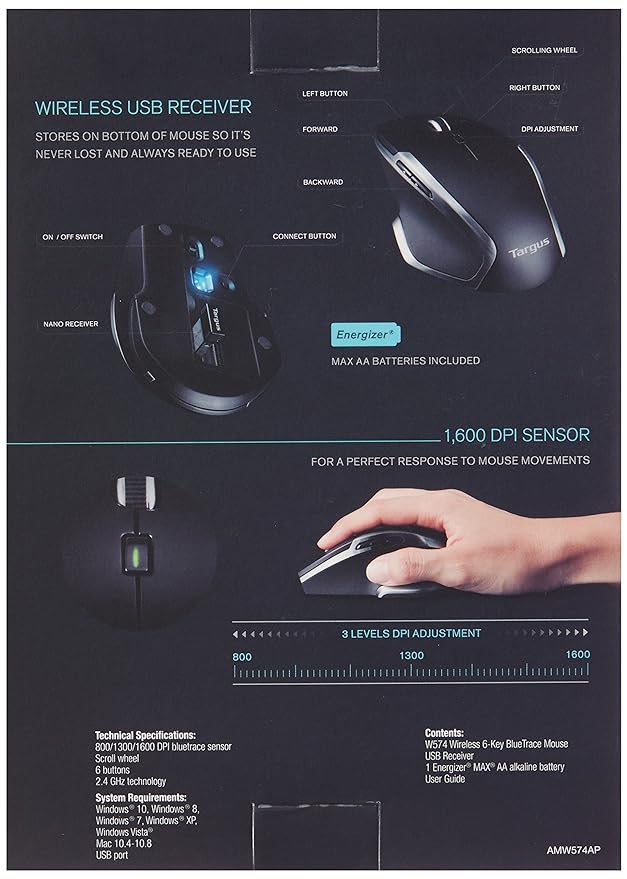 SCROLLING WHEEL
WIRELESS USB RECEIVER
LEFT BUTTON
RIGHT BUTTON
STORES ON BOTTOM OF MOUSE SO IT'S
NEVER LOST AND ALWAYS READY TO USE
FORWARD
DPI ADJUSTMENT
BACKWARD
ON / OFF SWITCH
CONNECT BUTTON
Targus
NANO RECEIVER
Targus
Energizer®
MAX AA BATTERIES INCLUDED
1,600 DPI SENSOR
FOR A PERFECT RESPONSE TO MOUSE MOVEMENTS
3 LEVELS DPI ADJUSTMENT
800 1300 1600
Technical Specifications:
800/1300/1600 DPI bluetrace sensor
Scroll wheel
6 buttons
2.4 GHz technology
System Requirements:
Windows® 10, Windows® 8,
Windows® 7, Windows® XP,
Windows Vista®
Mac 10.4-10.8
USB port
Contents:
W574 Wireless 6-Key BlueTrace Mouse
USB Receiver
1 Energizer® MAX® AA alkaline battery
User Guide
AMW574AP